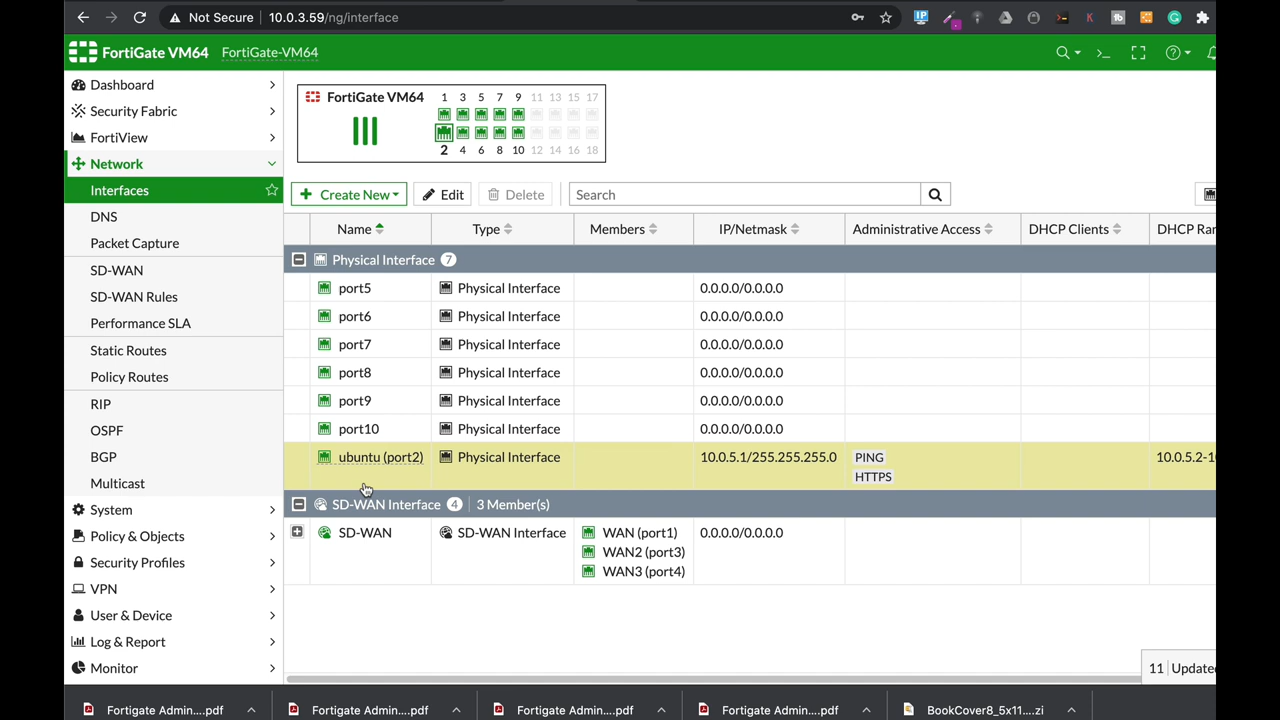 Not Secure | 10.0.3.59/ng/interface
FortiGate VM64 FortiGate-VM64
Dashboard
Security Fabric
FortiView
Network
Interfaces
DNS
Packet Capture
SD-WAN
SD-WAN Rules
Performance SLA
Static Routes
Policy Routes
RIP
OSPF
BGP
Multicast
System
Policy & Objects
Security Profiles
VPN
User & Device
Log & Report
Monitor
FortiGate VM64 1 3 5 7 9 11 13 15 17
2 4 6 8 10 12 14 16 18
+ Create New Edit Delete Search
Name Type Members IP/Netmask Administrative Access DHCP Clients DHCP Ran
Physical Interface 7
port5 Physical Interface 0.0.0.0/0.0.0.0
port6 Physical Interface 0.0.0.0/0.0.0.0
port7 Physical Interface 0.0.0.0/0.0.0.0
port8 Physical Interface 0.0.0.0/0.0.0.0
port9 Physical Interface 0.0.0.0/0.0.0.0
port10 Physical Interface 0.0.0.0/0.0.0.0
ubuntu (port2) Physical Interface 10.0.5.1/255.255.255.0 PING 10.0.5.2-1
HTTPS
SD-WAN Interface 4 3 Member(s)
SD-WAN SD-WAN Interface WAN (port1) 0.0.0.0/0.0.0.0
WAN2 (port3)
WAN3 (port4)
11 Updated
Fortigate Admin....pdf Fortigate Admin....pdf Fortigate Admin....pdf Fortigate Admin....pdf BookCover8_5x11....zi